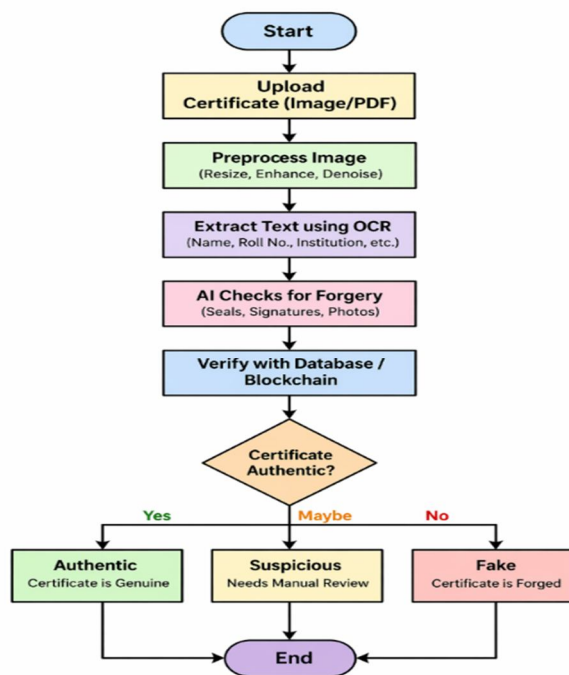 Start
Upload
Certificate (Image/PDF)
Preprocess Image
(Resize, Enhance, Denoise)
Extract Text using OCR
(Name, Roll No., Institution, etc.)
AI Checks for Forgery
(Seals, Signatures, Photos)
Verify with Database /
Blockchain
Certificate
Authentic?
Yes
Maybe
No
Authentic
Certificate is Genuine
Suspicious
Needs Manual Review
Fake
Certificate is Forged
End